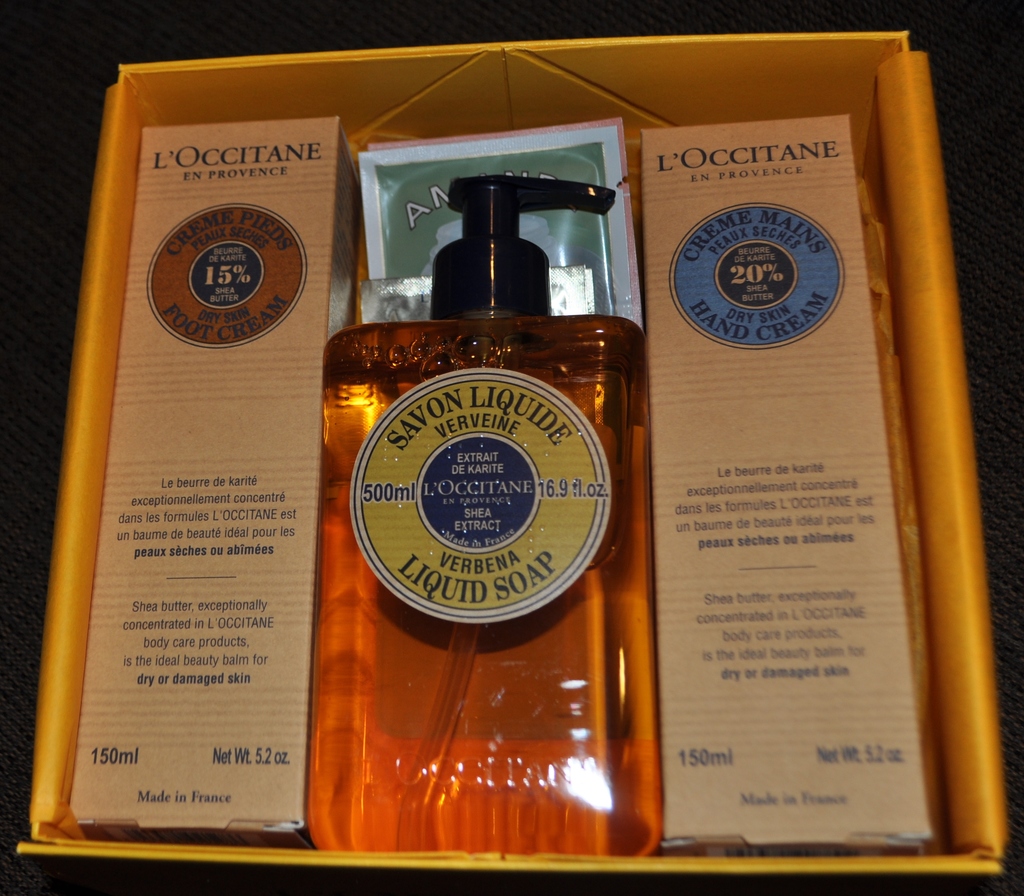 L'OCCITANE
EN PROVENCE
CREME PIEDS
PEAUX SECHES
BEURRE
DE KARITE
15%
SHEA
BUTTER
DRY SKIN
FOOT CREAM
Le beurre de karité
exceptionnellement concentré
dans les formules L'OCCITANE est
un baume de beauté idéal pour les
peaux sèches ou abîmées
Shea butter, exceptionally
concentrated in L'OCCITANE
body care products,
is the ideal beauty balm for
dry or damaged skin
150ml Net Wt. 5.2 oz.
Made in France
SAVON LIQUIDE
VERVEINE
EXTRAIT
DE KARITE
500ml L'OCCITANE 16.9 fl.oz.
EN PROVENCE
SHEA
EXTRACT
Made in France
VERBENA
LIQUID SOAP
L'OCCITANE
EN PROVENCE
CREME MAINS
PEAUX SECHES
BEURRE
DE KARITE
20%
SHEA
BUTTER
DRY SKIN
HAND CREAM
Le beurre de karité
exceptionnellement concentré
dans les formules L'OCCITANE est
un baume de beauté idéal pour les
peaux sèches ou abîmées
Shea butter, exceptionally
concentrated in L'OCCITANE
body care products,
is the ideal beauty balm for
dry or damaged skin
150ml Net Wt. 5.2 oz.
Made in France